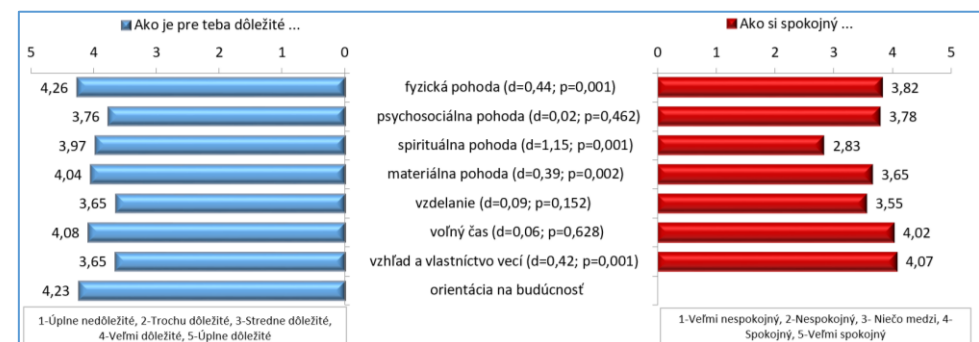 Ako je pre teba dôležité ...
Ako si spokojný ...
5 4 3 2 1 0
0 1 2 3 4 5
4,26 fyzická pohoda (d=0,44; p=0,001) 3,82
3,76 psychosociálna pohoda (d=0,02; p=0,462) 3,78
3,97 spirituálna pohoda (d=1,15; p=0,001) 2,83
4,04 materiálna pohoda (d=0,39; p=0,002) 3,65
3,65 vzdelanie (d=0,09; p=0,152) 3,55
4,08 voľný čas (d=0,06; p=0,628) 4,02
3,65 vzhľad a vlastníctvo vecí (d=0,42; p=0,001) 4,07
4,23 orientácia na budúcnosť
1-Úplne nedôležité, 2-Trochu dôležité, 3-Stredne dôležité,
4-Veľmi dôležité, 5-Úplne dôležité
1-Veľmi nespokojný, 2-Nespokojný, 3- Niečo medzi, 4-
Spokojný, 5-Veľmi spokojný